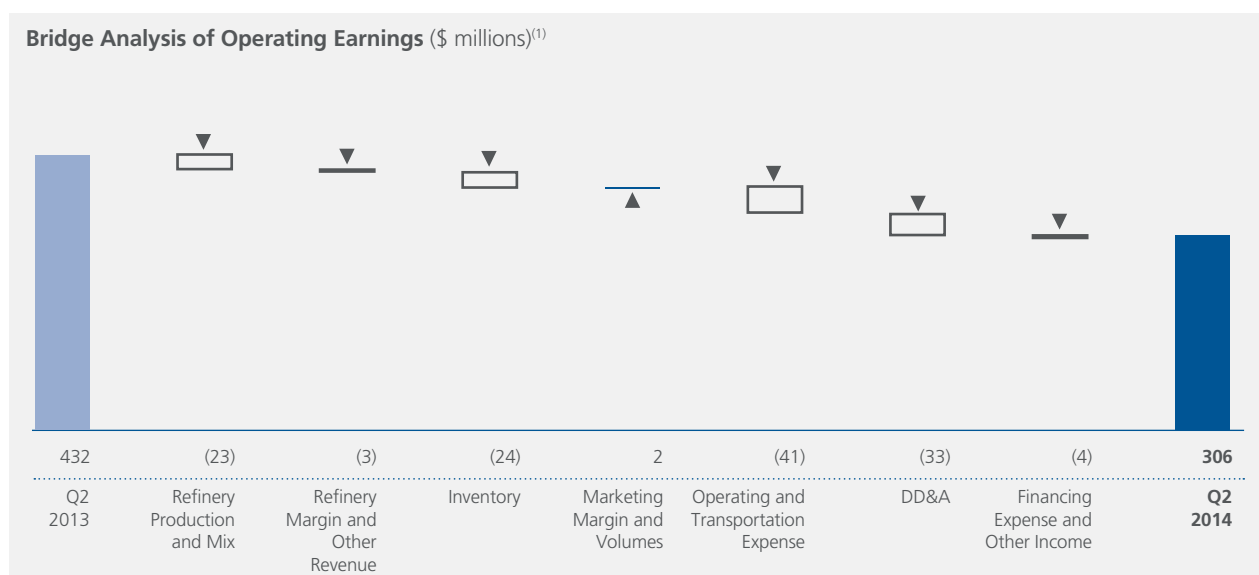 Bridge Analysis of Operating Earnings ($ millions)(1)
432 (23) (3) (24) 2 (41) (33) (4) 306
Q2
2013
Refinery
Production
and Mix
Refinery
Margin and
Other
Revenue
Inventory
Marketing
Margin and
Volumes
Operating and
Transportation
Expense
DD&A
Financing
Expense and
Other Income
Q2
2014